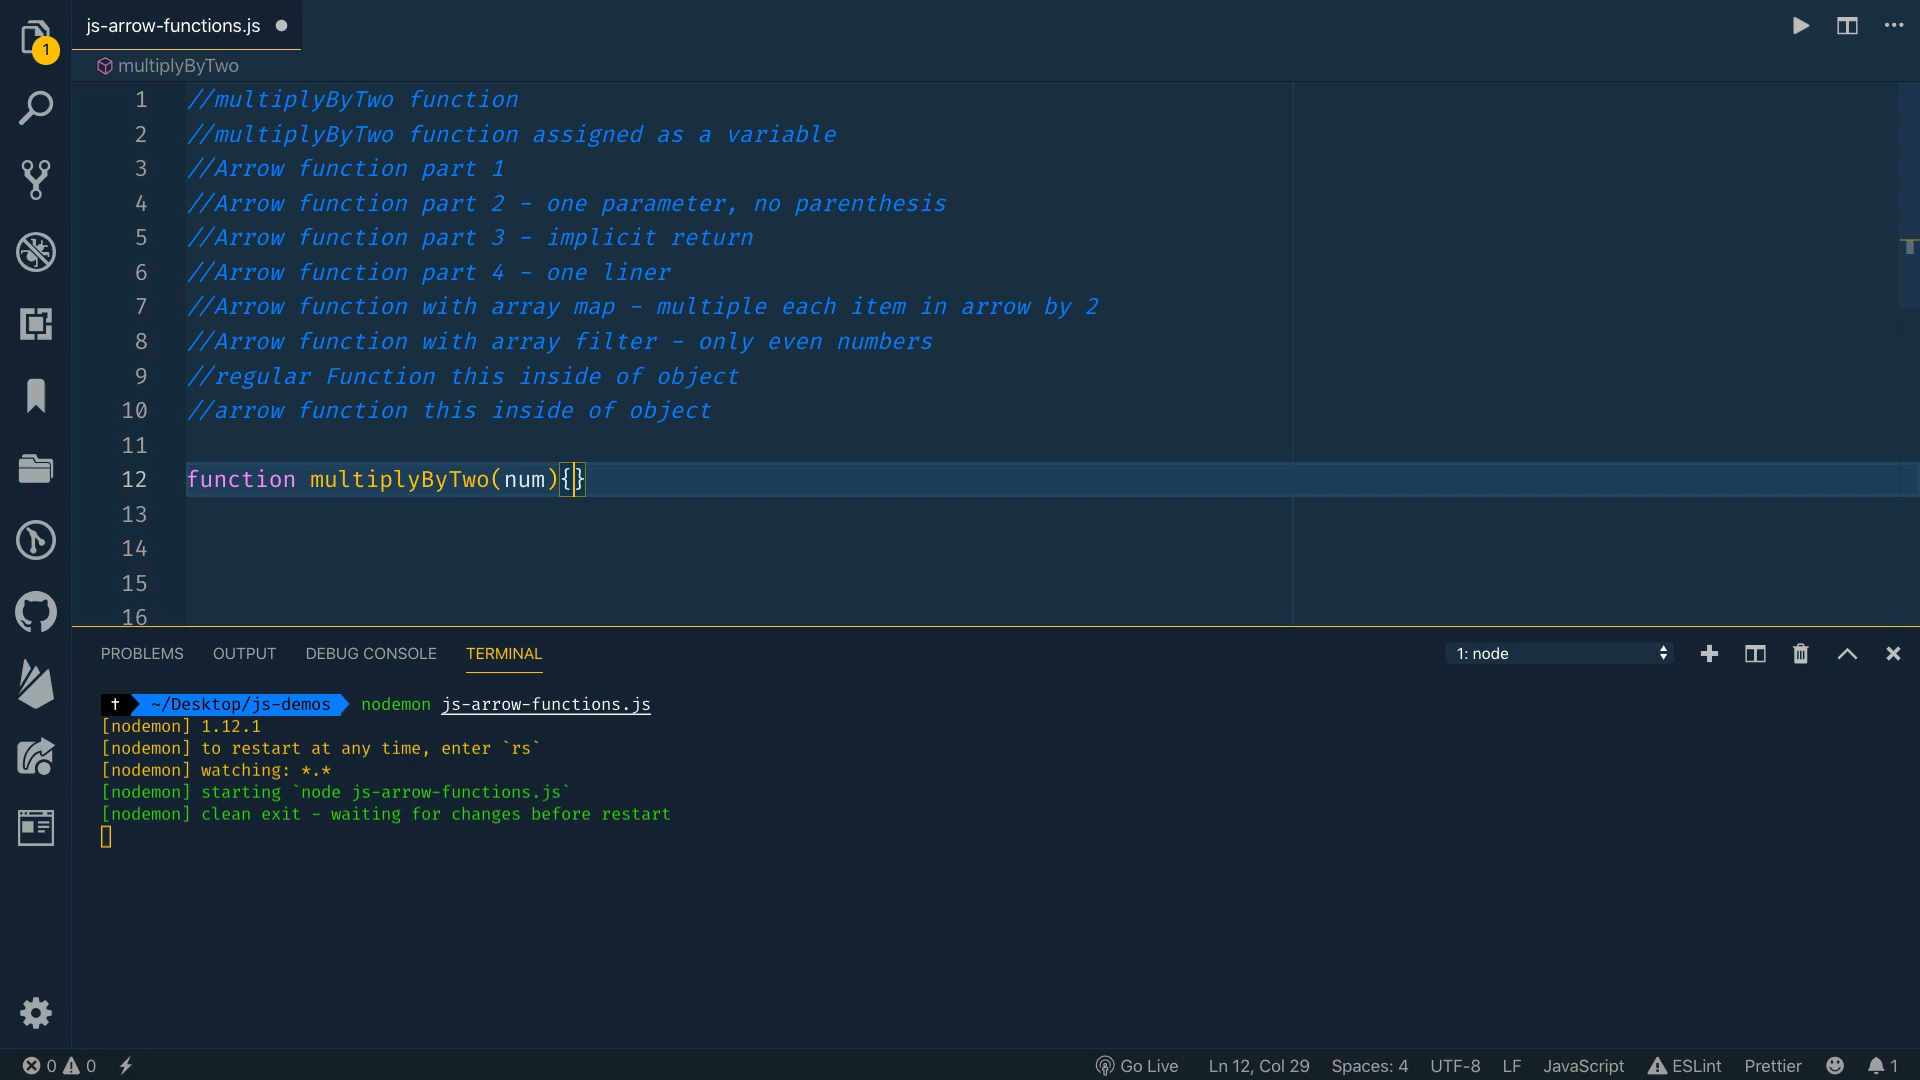 js-arrow-functions.js
1
multiplyByTwo
1 //multiplyByTwo function
2 //multiplyByTwo function assigned as a variable
3 //Arrow function part 1
4 //Arrow function part 2 - one parameter, no parenthesis
5 //Arrow function part 3 - implicit return
6 //Arrow function part 4 - one liner
7 //Arrow function with array map - multiple each item in arrow by 2
8 //Arrow function with array filter - only even numbers
9 //regular Function this inside of object
10 //arrow function this inside of object
11
12 function multiplyByTwo(num){}
13
14
15
16
PROBLEMS OUTPUT DEBUG CONSOLE TERMINAL 1: node
† ~/Desktop/js-demos nodemon js-arrow-functions.js
[nodemon] 1.12.1
[nodemon] to restart at any time, enter `rs`
[nodemon] watching: *.*
[nodemon] starting `node js-arrow-functions.js`
[nodemon] clean exit - waiting for changes before restart
0 0 Go Live Ln 12, Col 29 Spaces: 4 UTF-8 LF JavaScript ESLint Prettier 1